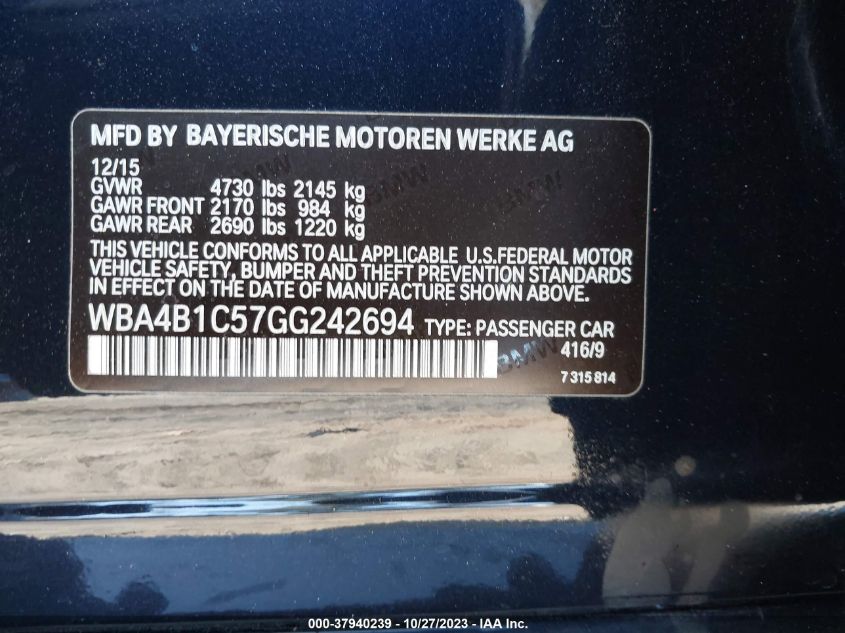 MFD BY BAYERISCHE MOTOREN WERKE AG
12/15
GVWR 4730 lbs 2145 kg
GAWR FRONT 2170 lbs 984 kg
GAWR REAR 2690 lbs 1220 kg
THIS VEHICLE CONFORMS TO ALL APPLICABLE U.S.FEDERAL MOTOR
VEHICLE SAFETY, BUMPER AND THEFT PREVENTION STANDARDS
IN EFFECT ON THE DATE OF MANUFACTURE SHOWN ABOVE.
WBA4B1C57GG242694 TYPE: PASSENGER CAR
416/9
7 315 814
000-37940239 - 10/27/2023 - IAA Inc.